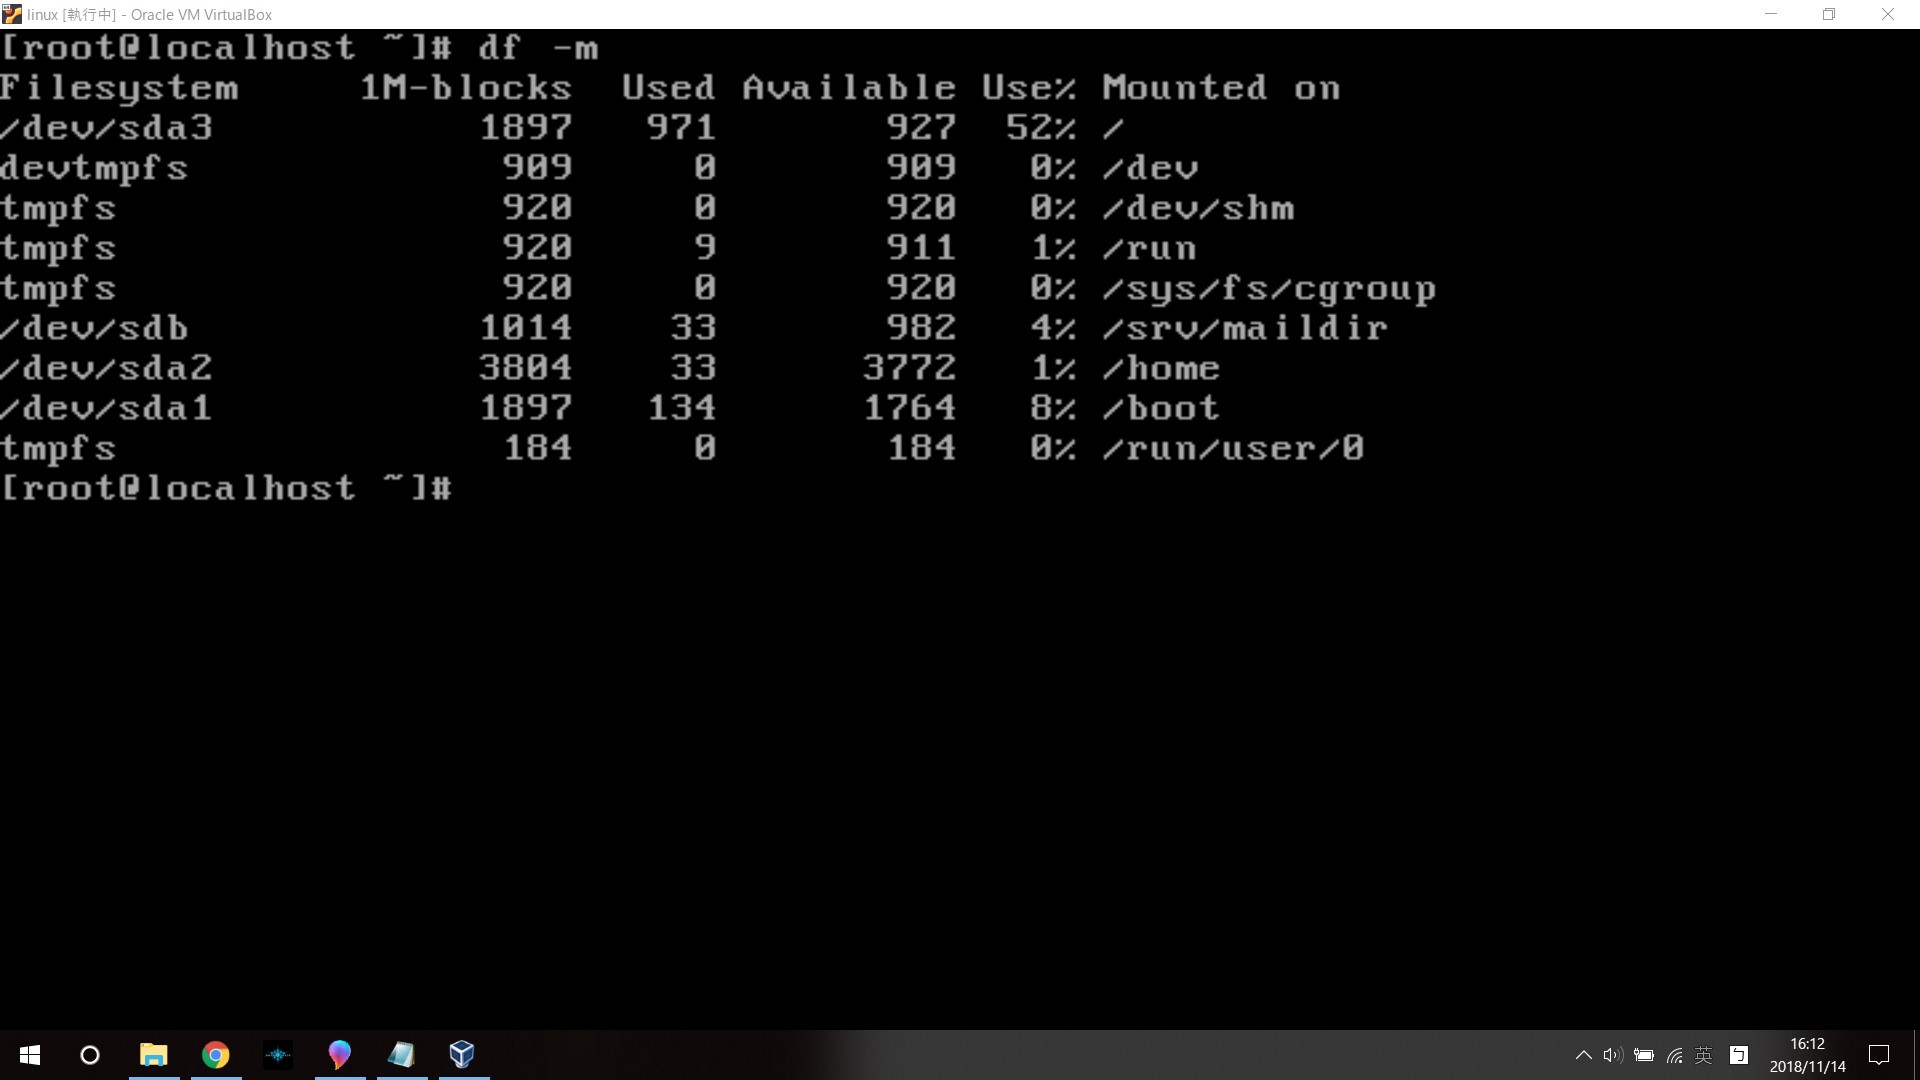 linux [執行中] - Oracle VM VirtualBox
[root@localhost ~]# df -m
Filesystem 1M-blocks Used Available Use% Mounted on
/dev/sda3 1897 971 927 52% /
devtmpfs 909 0 909 0% /dev
tmpfs 920 0 920 0% /dev/shm
tmpfs 920 9 911 1% /run
tmpfs 920 0 920 0% /sys/fs/cgroup
/dev/sdb 1014 33 982 4% /srv/maildir
/dev/sda2 3804 33 3772 1% /home
/dev/sda1 1897 134 1764 8% /boot
tmpfs 184 0 184 0% /run/user/0
[root@localhost ~]#
英
ㄅ
16:12
2018/11/14